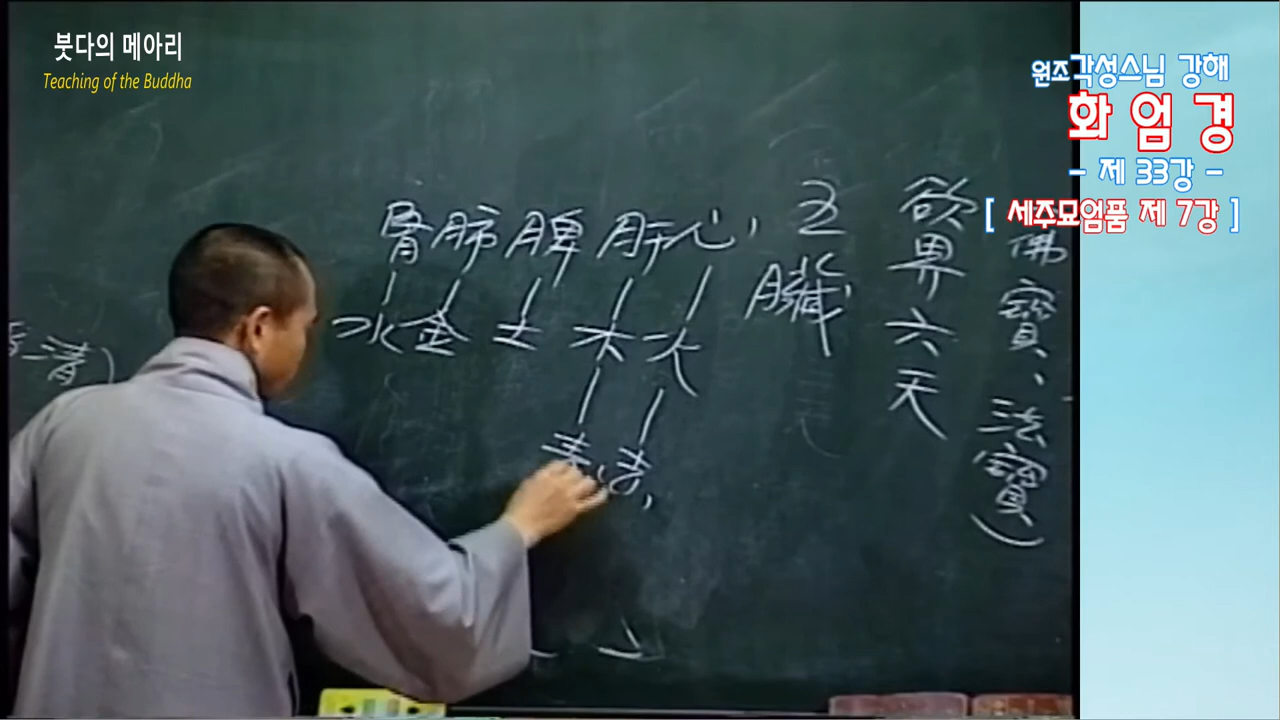 붓다의 메아리
Teaching of the Buddha
원조각성스님 강해
화엄경
- 제 33강 -
[ 세주묘엄품 제 7강 ]
佛寶、法寶)
欲界六天
五臟,
心, 肝 脾 肺 腎
火 木 土 金 水